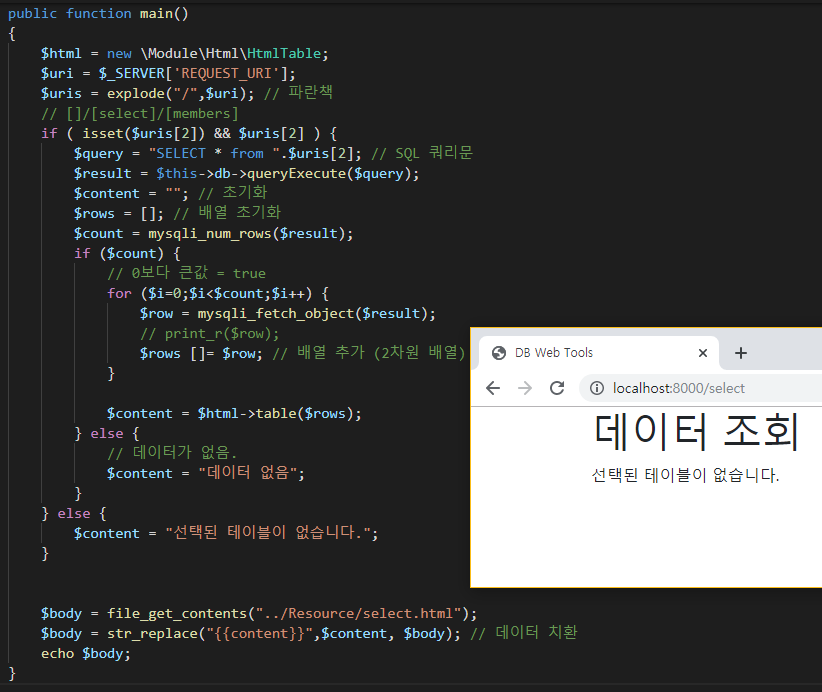 public function main()
{
    $html = new \Module\Html\HtmlTable;
    $uri = $_SERVER['REQUEST_URI'];
    $uris = explode("/",$uri); // 파란책
    // []/[select]/[members]
    if ( isset($uris[2]) && $uris[2] ) {
        $query = "SELECT * from ".$uris[2]; // SQL 쿼리문
        $result = $this->db->queryExecute($query);
        $content = ""; // 초기화
        $rows = []; // 배열 초기화
        $count = mysqli_num_rows($result);
        if ($count) {
            // 0보다 큰값 = true
            for ($i=0;$i<$count;$i++) {
                $row = mysqli_fetch_object($result);
                // print_r($row);
                $rows []= $row; // 배열 추가 (2차원 배열)
            }

            $content = $html->table($rows);
        } else {
            // 데이터가 없음.
            $content = "데이터 없음";
        }
    } else {
        $content = "선택된 테이블이 없습니다.";
    }

    $body = file_get_contents("../Resource/select.html");
    $body = str_replace("{{content}}",$content, $body); // 데이터 치환
    echo $body;
}
DB Web Tools
localhost:8000/select
데이터 조회
선택된 테이블이 없습니다.